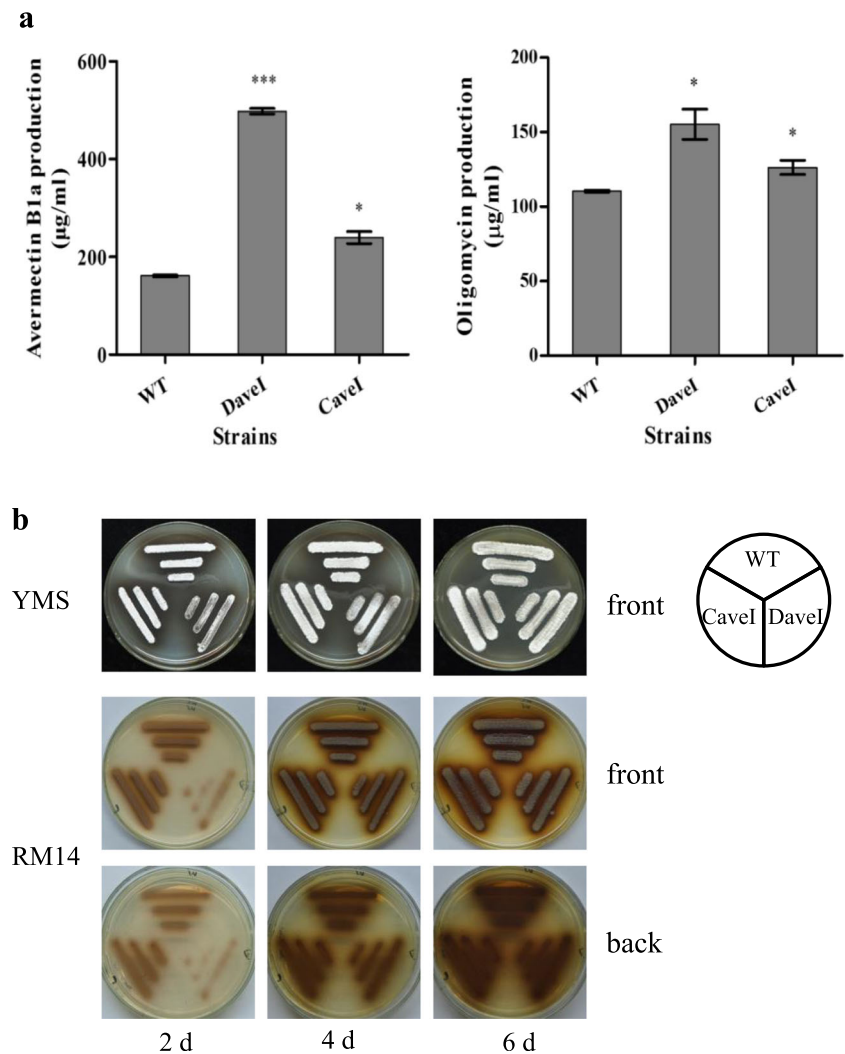 a
Avermectin B1a production
(µg/ml)
600
400
200
0
***
*
WT
DaveI
CaveI
Strains
Oligomycin production
(µg/ml)
200
150
100
50
0
*
*
WT
DaveI
CaveI
Strains
b
YMS
front
WT
CaveI
DaveI
RM14
front
back
2 d
4 d
6 d